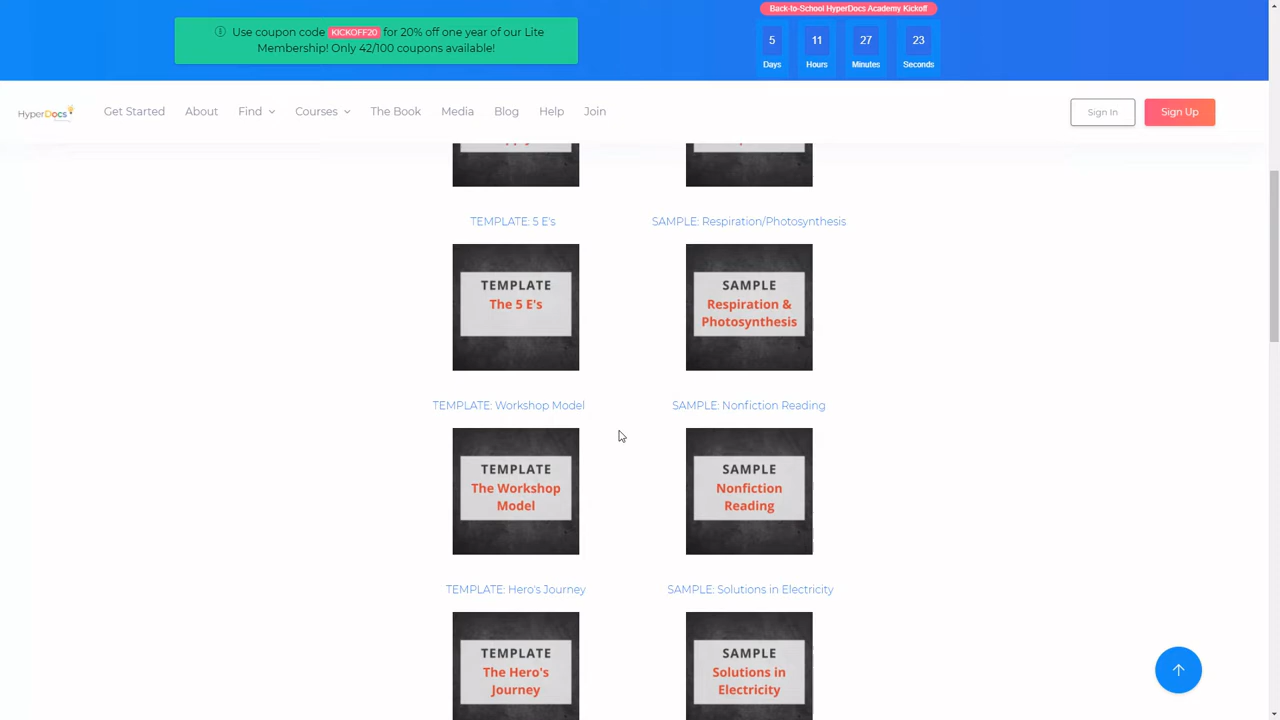 Back-to-School HyperDocs Academy Kickoff
Use coupon code KICKOFF20 for 20% off one year of our Lite
Membership! Only 42/100 coupons available!
5 11 27 23
Days Hours Minutes Seconds
HyperDocs
Get Started About Find Courses The Book Media Blog Help Join
Sign In Sign Up
TEMPLATE: 5 E's
SAMPLE: Respiration/Photosynthesis
TEMPLATE
The 5 E's
SAMPLE
Respiration &
Photosynthesis
TEMPLATE: Workshop Model
SAMPLE: Nonfiction Reading
TEMPLATE
The Workshop
Model
SAMPLE
Nonfiction
Reading
TEMPLATE: Hero's Journey
SAMPLE: Solutions in Electricity
TEMPLATE
The Hero's
Journey
SAMPLE
Solutions in
Electricity